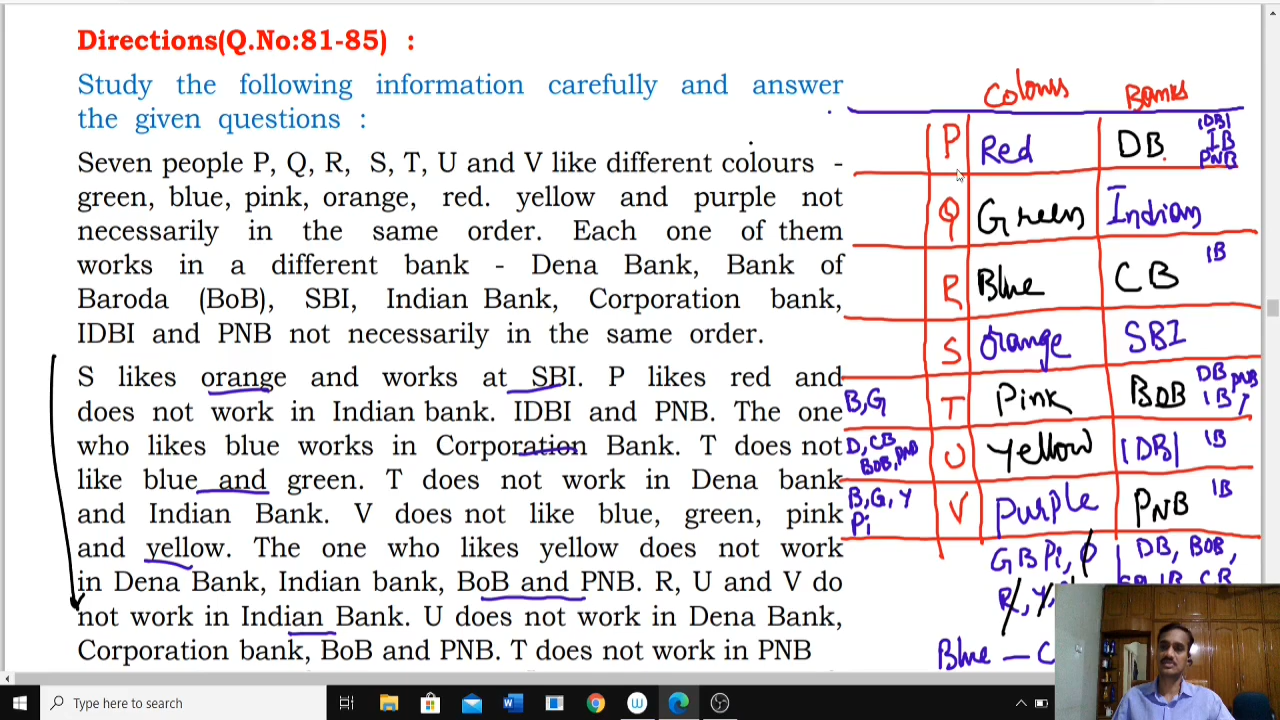 Directions(Q.No:81-85) :
Study the following information carefully and answer
the given questions :
Seven people P, Q, R, S, T, U and V like different colours -
green, blue, pink, orange, red. yellow and purple not
necessarily in the same order. Each one of them
works in a different bank - Dena Bank, Bank of
Baroda (BoB), SBI, Indian Bank, Corporation bank,
IDBI and PNB not necessarily in the same order.
S likes orange and works at SBI. P likes red and
does not work in Indian bank. IDBI and PNB. The one
who likes blue works in Corporation Bank. T does not
like blue and green. T does not work in Dena bank
and Indian Bank. V does not like blue, green, pink
and yellow. The one who likes yellow does not work
in Dena Bank, Indian bank, BoB and PNB. R, U and V do
not work in Indian Bank. U does not work in Dena Bank,
Corporation bank, BoB and PNB. T does not work in PNB
Colours Banks
P Red DB IDBI
IB
PNB
Q Green Indian
R Blue CB IB
S Orange SBI
B,G T Pink BOB DB PNB
IB
D, CB
BOB, PNB U Yellow IDBI IB
B, G, Y
Pi V Purple PNB IB
G B Pi, O DB, BOB,
R, Y, IB CB
Blue — C
Type here to search